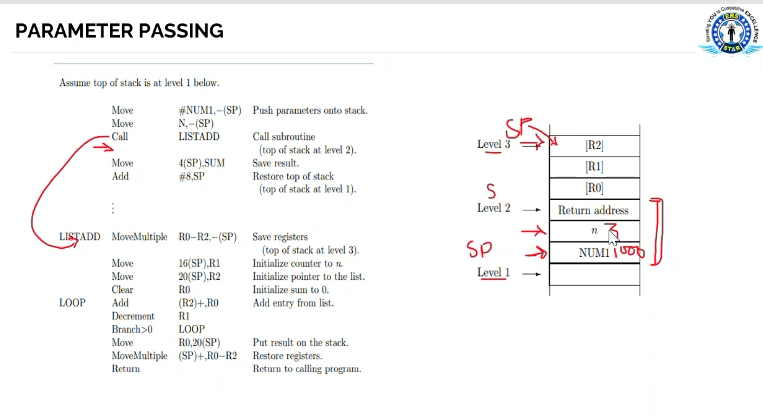 PARAMETER PASSING
Assume top of stack is at level 1 below.
Move #NUM1,−(SP) Push parameters onto stack.
Move N,−(SP)
Call LISTADD Call subroutine
(top of stack at level 2).
Move 4(SP),SUM Save result.
Add #8,SP Restore top of stack
(top of stack at level 1).
⋮
LISTADD MoveMultiple R0−R2,−(SP) Save registers
(top of stack at level 3).
Move 16(SP),R1 Initialize counter to n.
Move 20(SP),R2 Initialize pointer to the list.
Clear R0 Initialize sum to 0.
LOOP Add (R2)+,R0 Add entry from list.
Decrement R1
Branch>0 LOOP
Move R0,20(SP) Put result on the stack.
MoveMultiple (SP)+,R0−R2 Restore registers.
Return Return to calling program.
SP
Level 3 [R2]
[R1]
[R0]
S
Level 2 Return address
n 3
SP NUM1 1000
Level 1
STAR